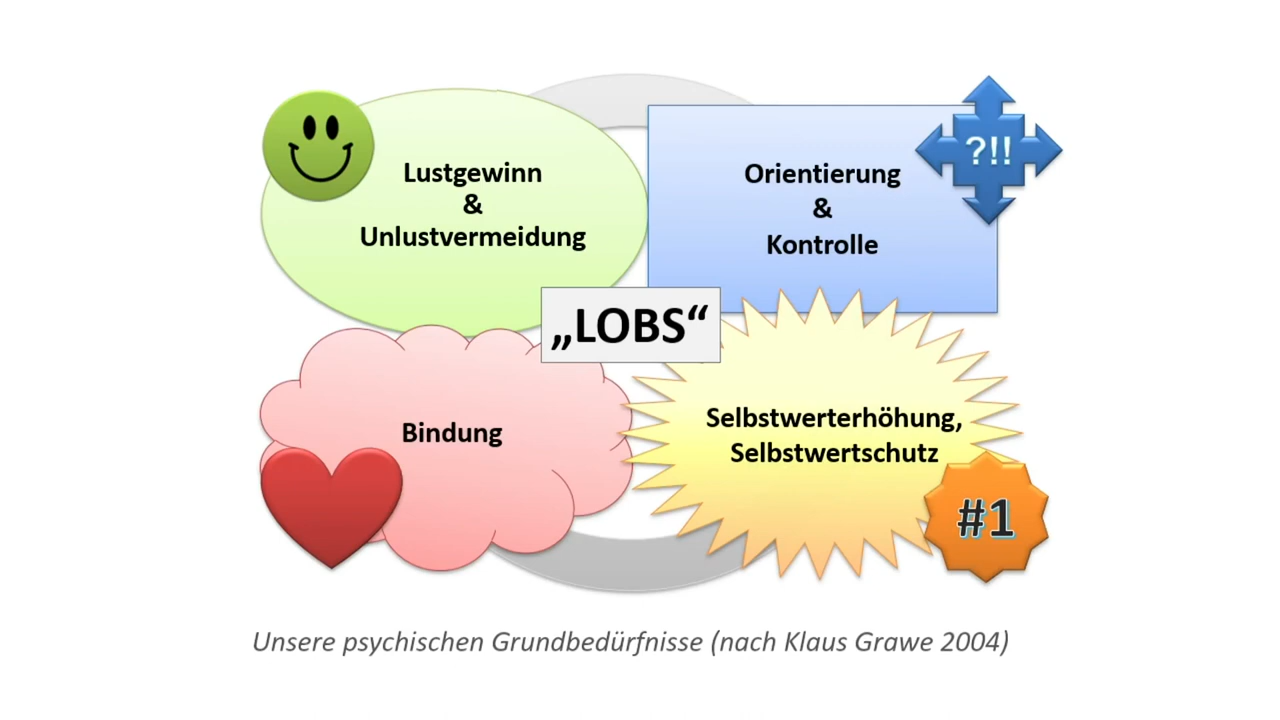 Lustgewinn
&
Unlustvermeidung
Orientierung
&
Kontrolle
?!!
„LOBS“
Bindung
Selbstwerterhöhung,
Selbstwertschutz
#1
Unsere psychischen Grundbedürfnisse (nach Klaus Grawe 2004)